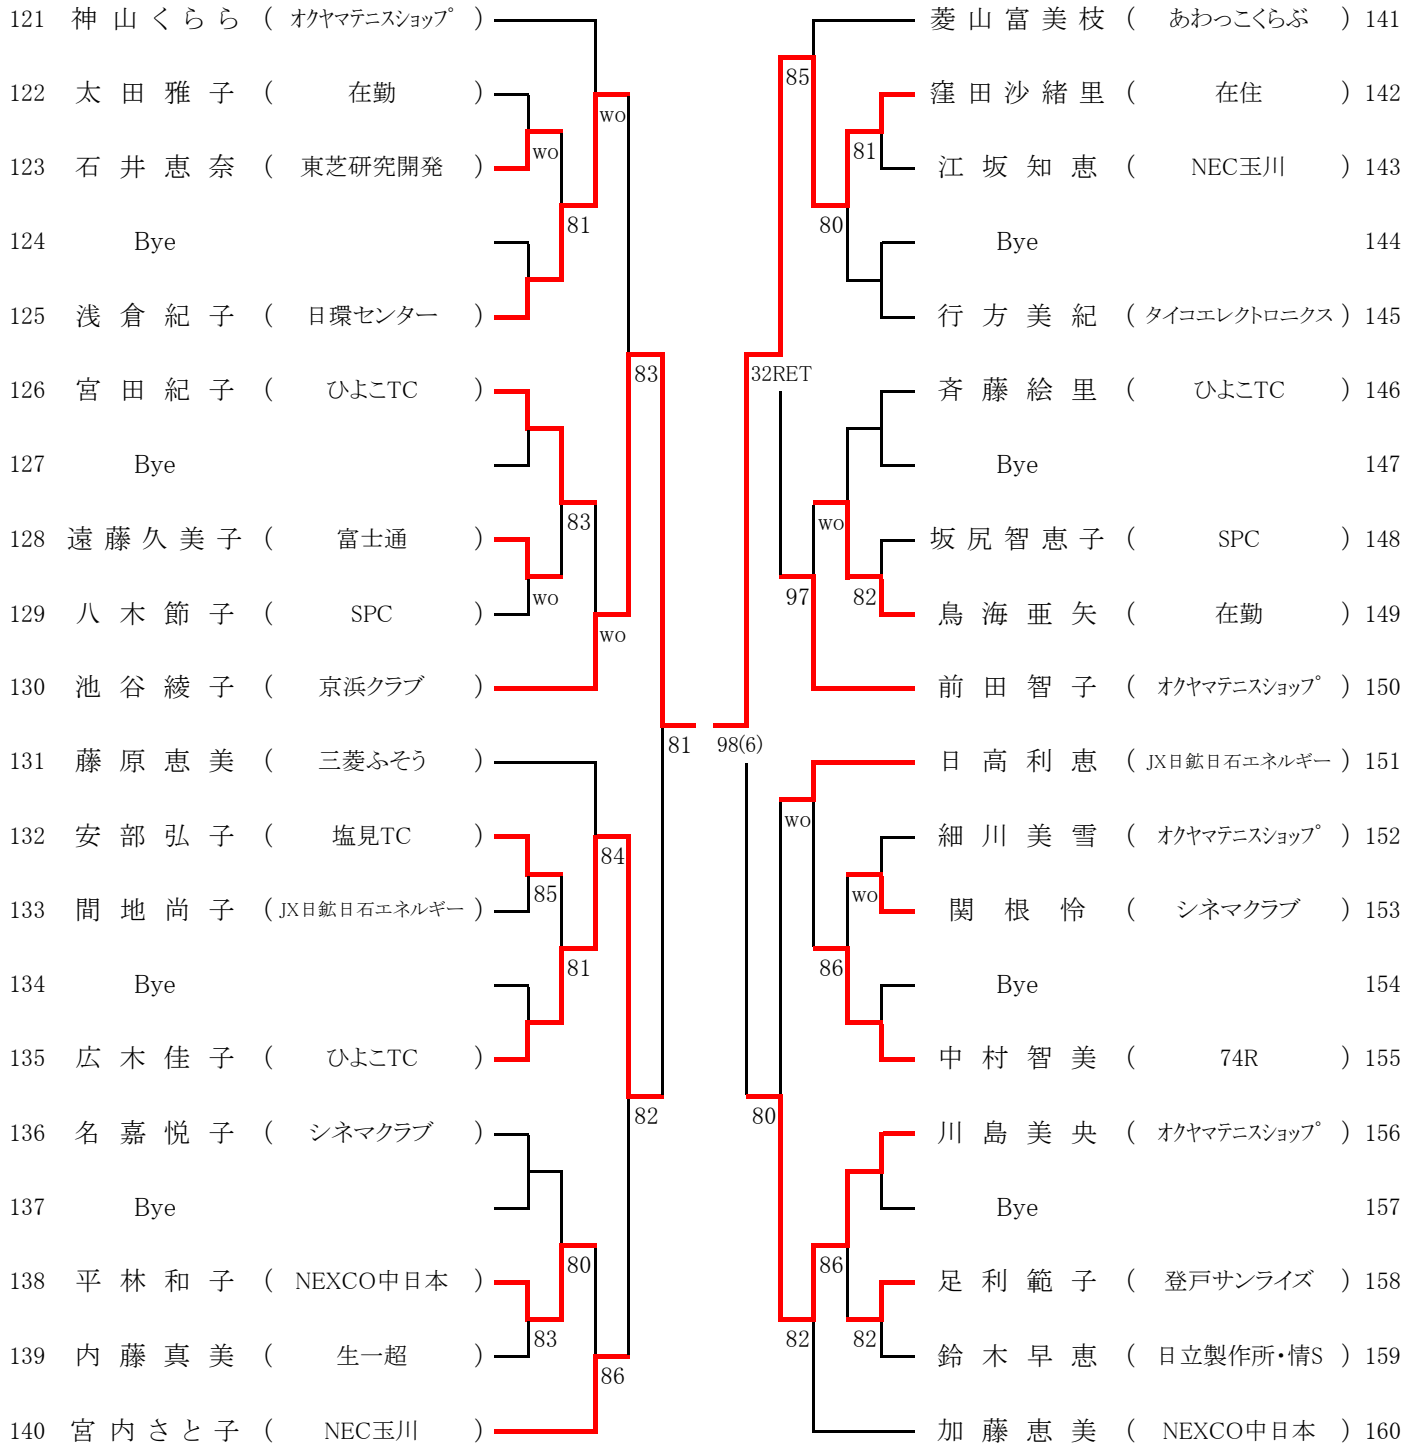 121 神山くらら ( オクヤマテニスショップ )
wo
122 太田雅子 ( 在勤 )
wo
123 石井恵奈 ( 東芝研究開発 )
81
124 Bye
125 浅倉紀子 ( 日環センター )
83
126 宮田紀子 ( ひよこTC )
127 Bye
83
128 遠藤久美子 ( 富士通 )
wo
129 八木節子 ( SPC )
wo
130 池谷綾子 ( 京浜クラブ )
81
131 藤原恵美 ( 三菱ふそう )
132 安部弘子 ( 塩見TC )
84
85
133 間地尚子 ( JX日鉱日石エネルギー )
81
134 Bye
135 広木佳子 ( ひよこTC )
82
136 名嘉悦子 ( シネマクラブ )
137 Bye
80
138 平林和子 ( NEXCO中日本 )
83
139 内藤真美 ( 生一超 )
86
140 宮内さと子 ( NEC玉川 )
菱山富美枝 ( あわっこくらぶ ) 141
85
窪田沙緒里 ( 在住 ) 142
81
江坂知恵 ( NEC玉川 ) 143
80
Bye 144
行方美紀 ( タイコエレクトロニクス ) 145
32RET
斉藤絵里 ( ひよこTC ) 146
Bye 147
wo
坂尻智恵子 ( SPC ) 148
97
82
鳥海亜矢 ( 在勤 ) 149
前田智子 ( オクヤマテニスショップ ) 150
98(6)
日高利恵 ( JX日鉱日石エネルギー ) 151
wo
細川美雪 ( オクヤマテニスショップ ) 152
wo
関根怜 ( シネマクラブ ) 153
86
Bye 154
中村智美 ( 74R ) 155
80
川島美央 ( オクヤマテニスショップ ) 156
Bye 157
86
足利範子 ( 登戸サンライズ ) 158
82
82
鈴木早恵 ( 日立製作所・情S ) 159
加藤恵美 ( NEXCO中日本 ) 160